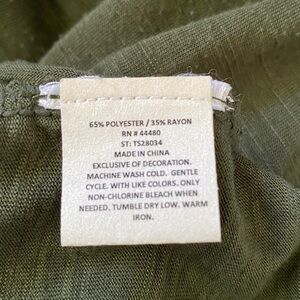 65% POLYESTER / 35% RAYON
RN # 44480
ST: TS28034
MADE IN CHINA
EXCLUSIVE OF DECORATION.
MACHINE WASH COLD. GENTLE
CYCLE. WITH LIKE COLORS. ONLY
NON-CHLORINE BLEACH WHEN
NEEDED. TUMBLE DRY LOW. WARM
IRON.